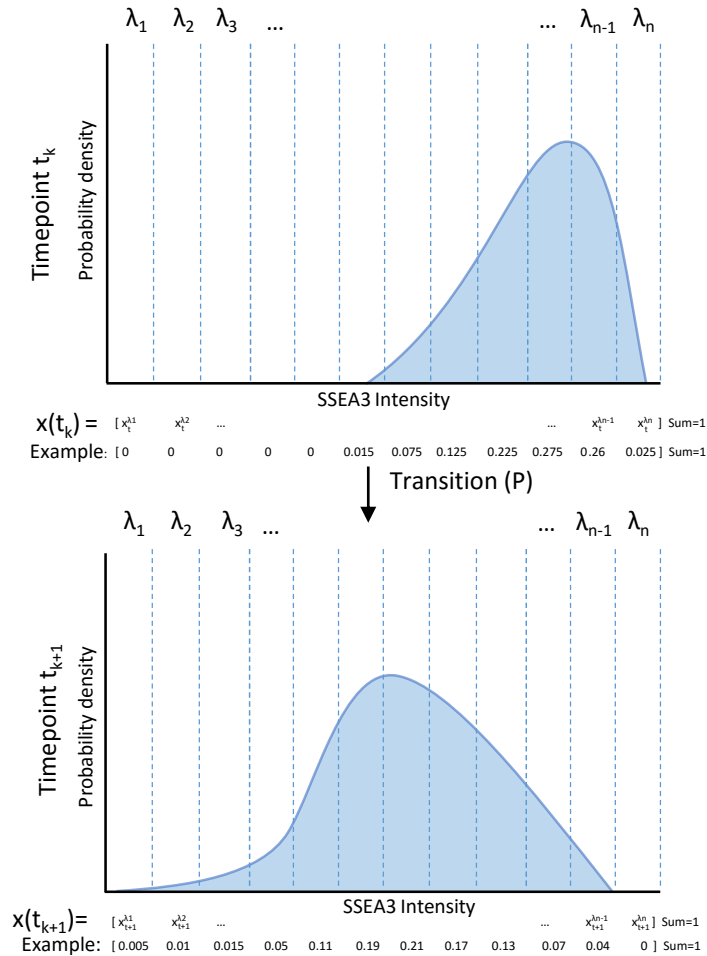 λ1 λ2 λ3 ... ... λn-1 λn
Timepoint tk
Probability density
SSEA3 Intensity
x(tk) = [ xtλ1 xtλ2 ... ... xtλn-1 xtλn ] Sum=1
Example: [ 0 0 0 0 0 0.015 0.075 0.125 0.225 0.275 0.26 0.025 ] Sum=1
Transition (P)
λ1 λ2 λ3 ... ... λn-1 λn
Timepoint tk+1
Probability density
SSEA3 Intensity
x(tk+1)= [ xt+1λ1 xt+1λ2 ... ... xt+1λn-1 xt+1λn ] Sum=1
Example: [ 0.005 0.01 0.015 0.05 0.11 0.19 0.21 0.17 0.13 0.07 0.04 0 ] Sum=1